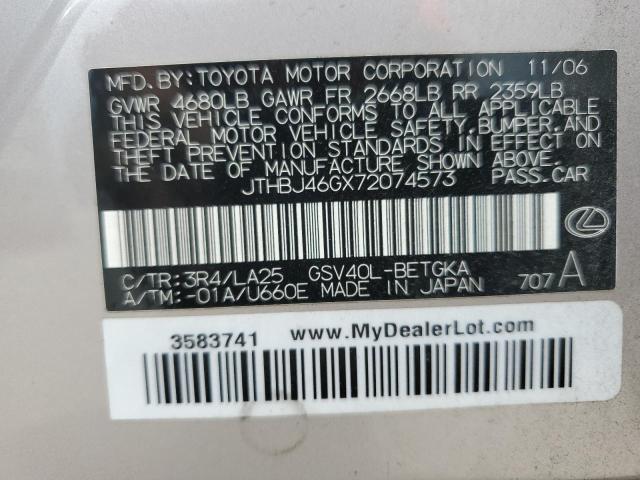 MFD. BY: TOYOTA MOTOR CORPORATION 11/06
GVWR 4680LB GAWR FR 2668LB RR 2359LB
THIS VEHICLE CONFORMS TO ALL APPLICABLE
FEDERAL MOTOR VEHICLE SAFETY, BUMPER, AND
THEFT PREVENTION STANDARDS IN EFFECT ON
THE DATE OF MANUFACTURE SHOWN ABOVE.
JTHBJ46GX72074573 PASS. CAR
C/TR: 3R4/LA25 GSV40L-BETGKA
A/TM: -01A/U660E MADE IN JAPAN 707 A
3583741 www.MyDealerLot.com